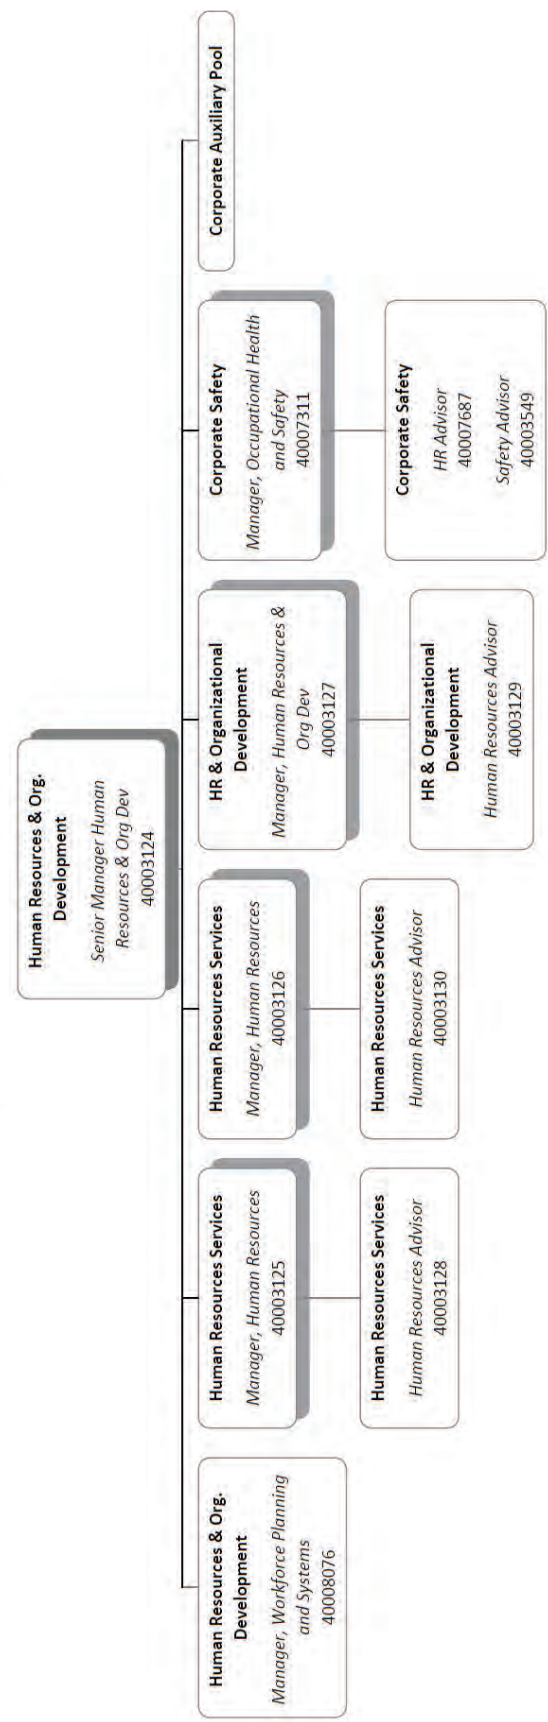 Human Resources & Org.
Development
Senior Manager Human
Resources & Org Dev
40003124
Human Resources & Org.
Development
Manager, Workforce Planning
and Systems
40008076
Human Resources Services
Manager, Human Resources
40003125
Human Resources Services
Manager, Human Resources
40003126
HR & Organizational
Development
Manager, Human Resources &
Org Dev
40003127
Corporate Safety
Manager, Occupational Health
and Safety
40007311
Corporate Auxiliary Pool
Human Resources Services
Human Resources Advisor
40003128
Human Resources Services
Human Resources Advisor
40003130
HR & Organizational
Development
Human Resources Advisor
40003129
Corporate Safety
HR Advisor
40007687
Safety Advisor
40003549